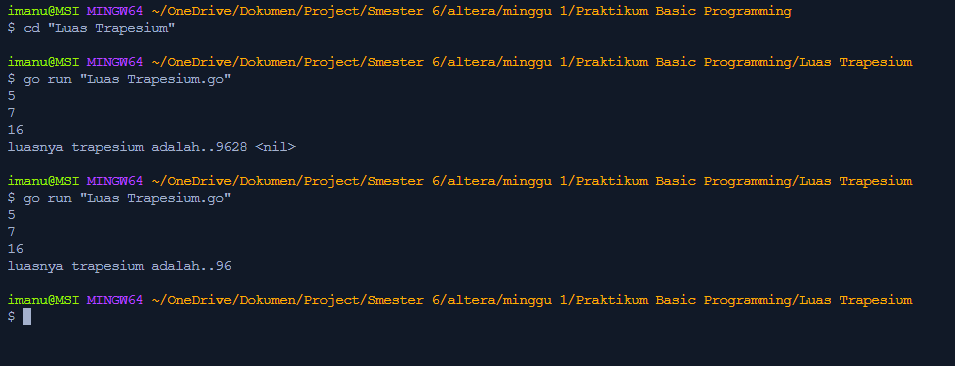 imanu@MSI MINGW64 ~/OneDrive/Dokumen/Project/Smester 6/altera/minggu 1/Praktikum Basic Programming
$ cd "Luas Trapesium"
imanu@MSI MINGW64 ~/OneDrive/Dokumen/Project/Smester 6/altera/minggu 1/Praktikum Basic Programming/Luas Trapesium
$ go run "Luas Trapesium.go"
5
7
16
luasnya trapesium adalah..9628 <nil>
imanu@MSI MINGW64 ~/OneDrive/Dokumen/Project/Smester 6/altera/minggu 1/Praktikum Basic Programming/Luas Trapesium
$ go run "Luas Trapesium.go"
5
7
16
luasnya trapesium adalah..96
imanu@MSI MINGW64 ~/OneDrive/Dokumen/Project/Smester 6/altera/minggu 1/Praktikum Basic Programming/Luas Trapesium
$